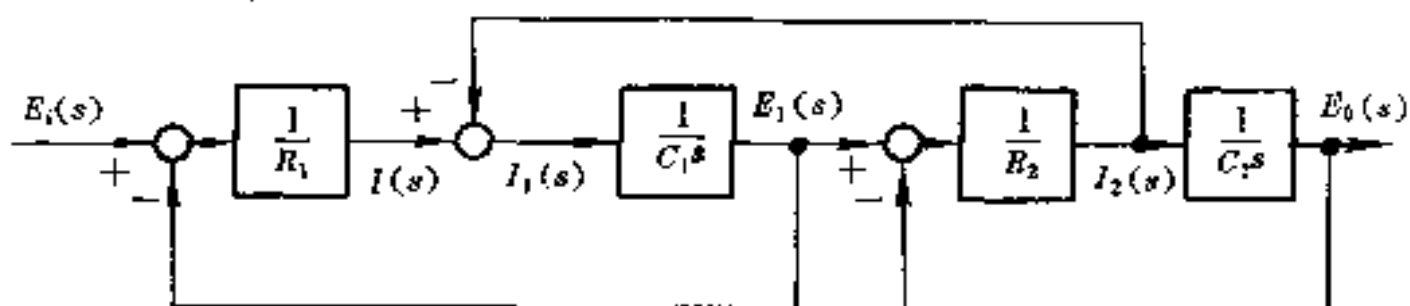 E_i(s)
+
−
1/R_1
I(s)
+
−
I_1(s)
1/(C_1 s)
E_1(s)
+
−
1/R_2
I_2(s)
1/(C_2 s)
E_0(s)